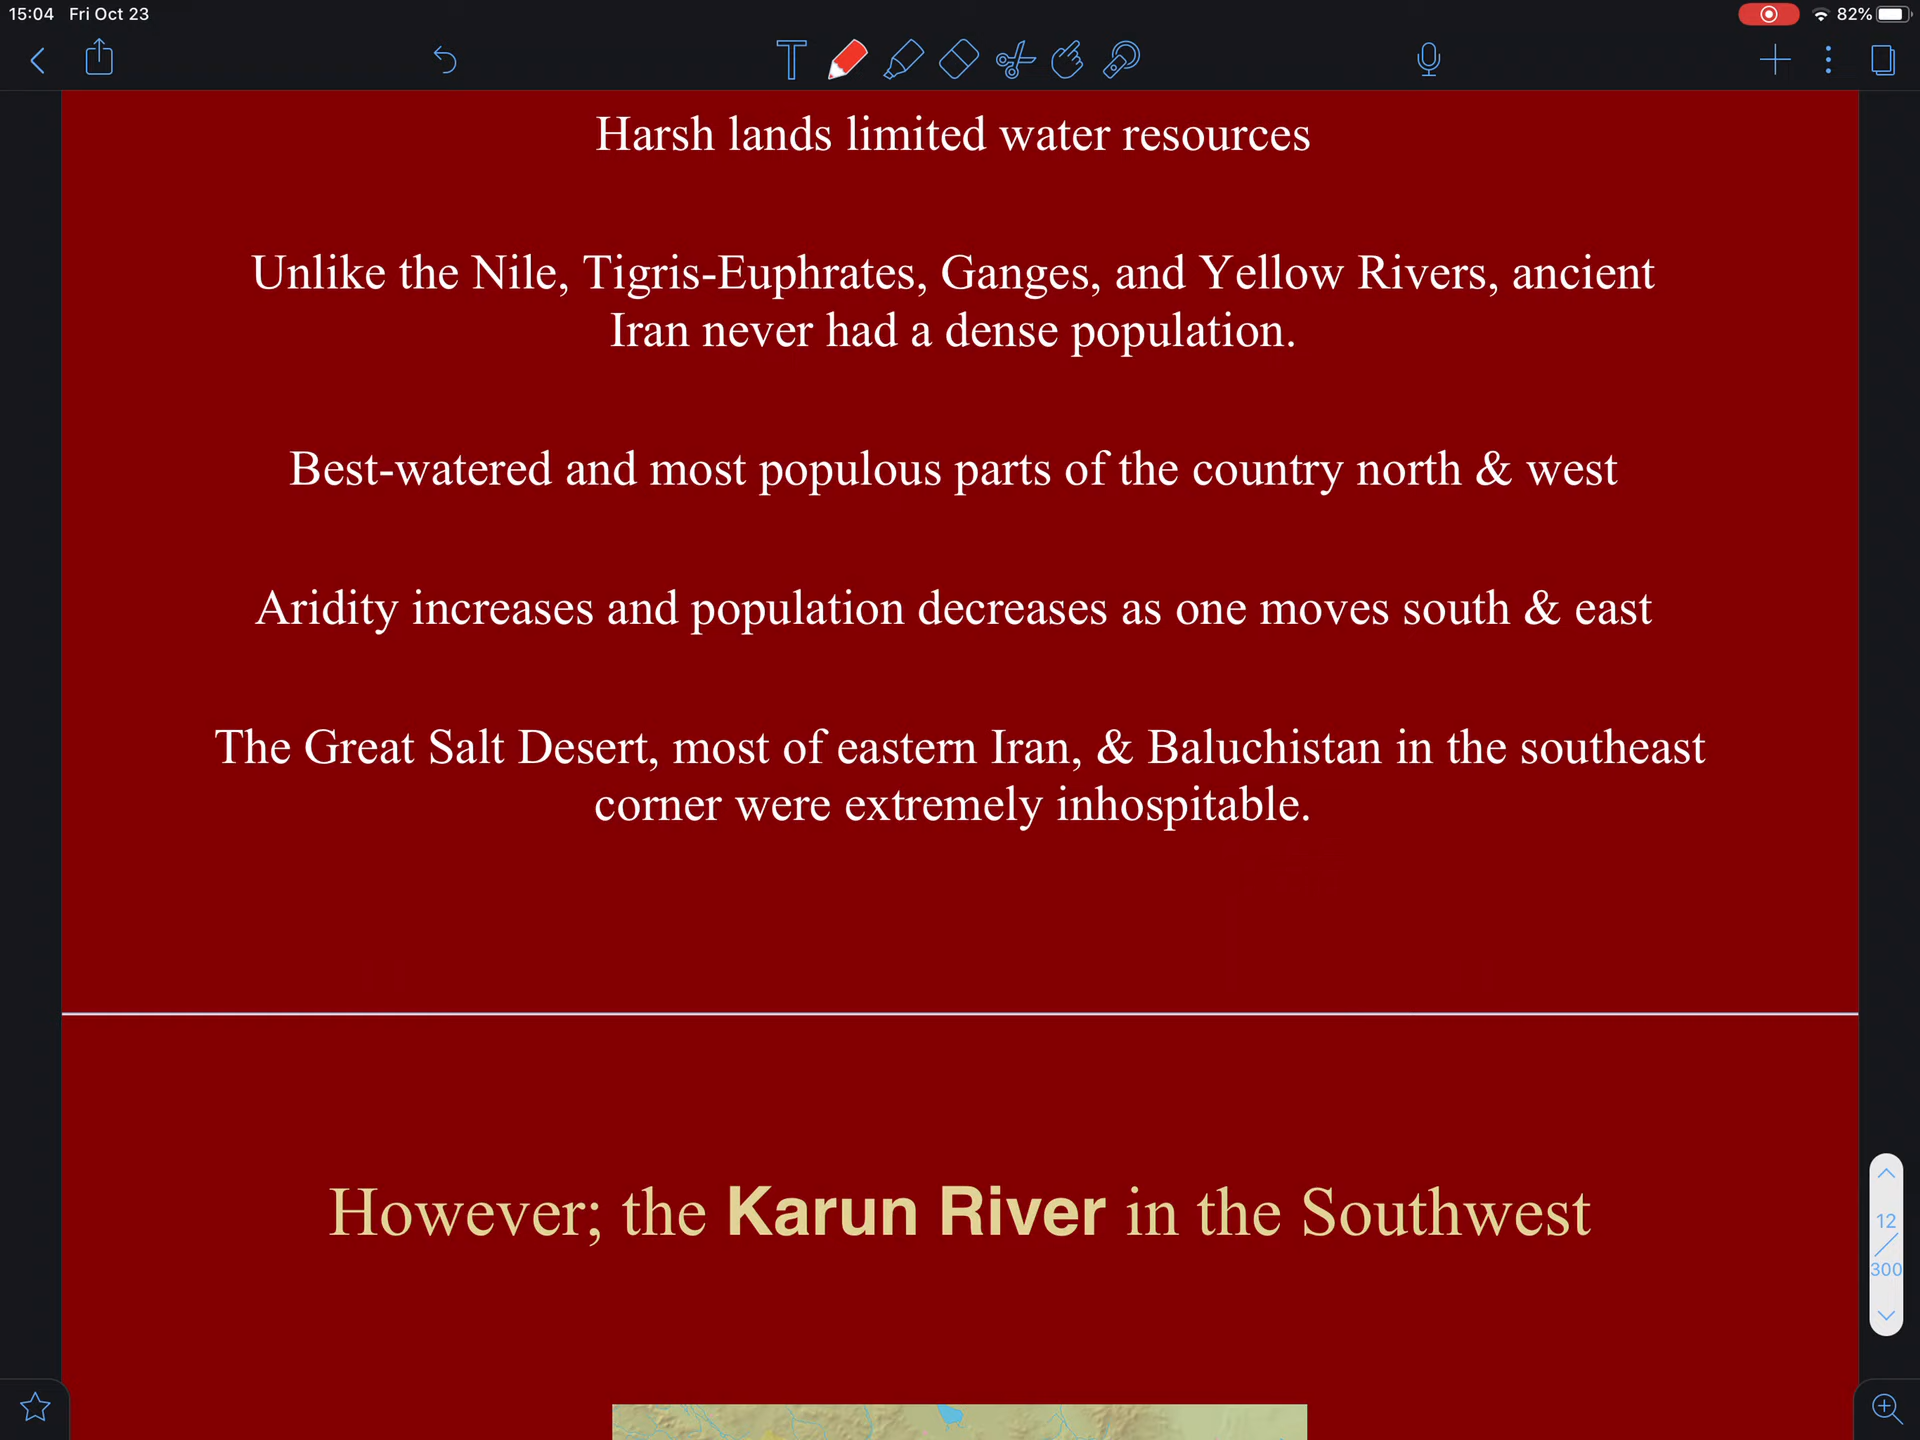 15:04 Fri Oct 23
82%
Harsh lands limited water resources
Unlike the Nile, Tigris-Euphrates, Ganges, and Yellow Rivers, ancient
Iran never had a dense population.
Best-watered and most populous parts of the country north & west
Aridity increases and population decreases as one moves south & east
The Great Salt Desert, most of eastern Iran, & Baluchistan in the southeast
corner were extremely inhospitable.
However; the Karun River in the Southwest
12
300